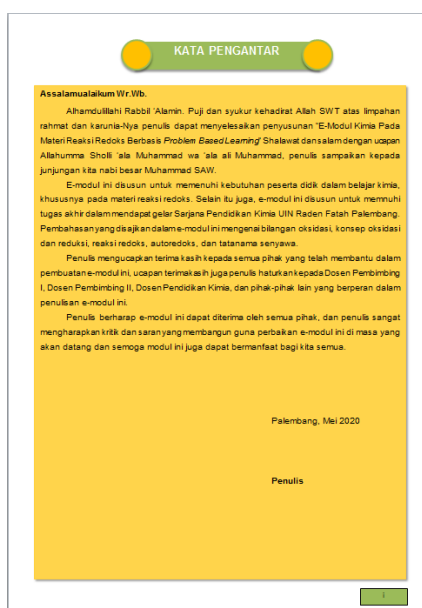 KATA PENGANTAR
Assalamualaikum Wr.Wb.
Alhamdulillahi Rabbil 'Alamin. Puji dan syukur kehadirat Allah SWT atas limpahan
rahmat dan karunia-Nya penulis dapat menyelesaikan penyusunan "E-Modul Kimia Pada
Materi Reaksi Redoks Berbasis Problem Based Learning" Shalawat dan salam dengan ucapan
Allahumma Sholli 'ala Muhammad wa 'ala ali Muhammad, penulis sampaikan kepada
junjungan kita nabi besar Muhammad SAW.
E-modul ini disusun untuk memenuhi kebutuhan peserta didik dalam belajar kimia,
khususnya pada materi reaksi redoks. Selain itu juga, e-modul ini disusun untuk memnuhi
tugas akhir dalam mendapat gelar Sarjana Pendidikan Kimia UIN Raden Fatah Palembang.
Pembahasan yang disajikan dalam e-modul ini mengenai bilangan oksidasi, konsep oksidasi
dan reduksi, reaksi redoks, autoredoks, dan tatanama senyawa.
Penulis mengucapkan terima kasih kepada semua pihak yang telah membantu dalam
pembuatan e-modul ini, ucapan terimakasih juga penulis haturkan kepada Dosen Pembimbing
I, Dosen Pembimbing II, Dosen Pendidikan Kimia, dan pihak-pihak lain yang berperan dalam
penulisan e-modul ini.
Penulis berharap e-modul ini dapat diterima oleh semua pihak, dan penulis sangat
mengharapkan kritik dan saran yang membangun guna perbaikan e-modul ini di masa yang
akan datang dan semoga modul ini juga dapat bermanfaat bagi kita semua.
Palembang, Mei 2020
Penulis
i